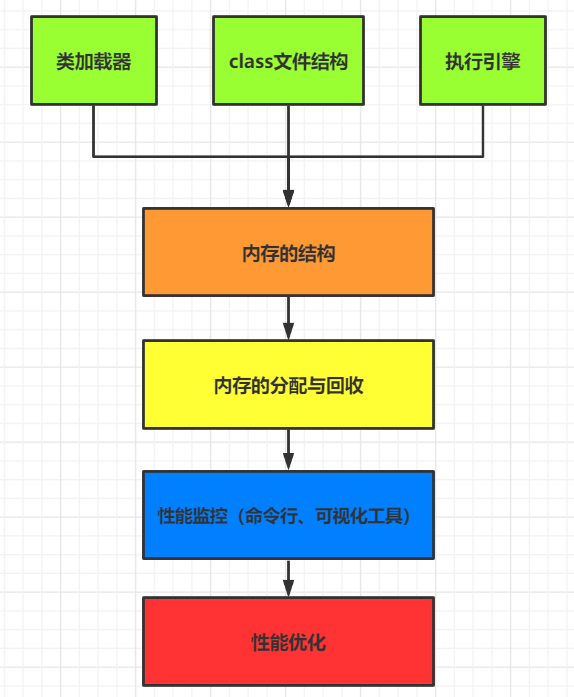 类加载器
class文件结构
执行引擎
内存的结构
内存的分配与回收
性能监控（命令行、可视化工具）
性能优化